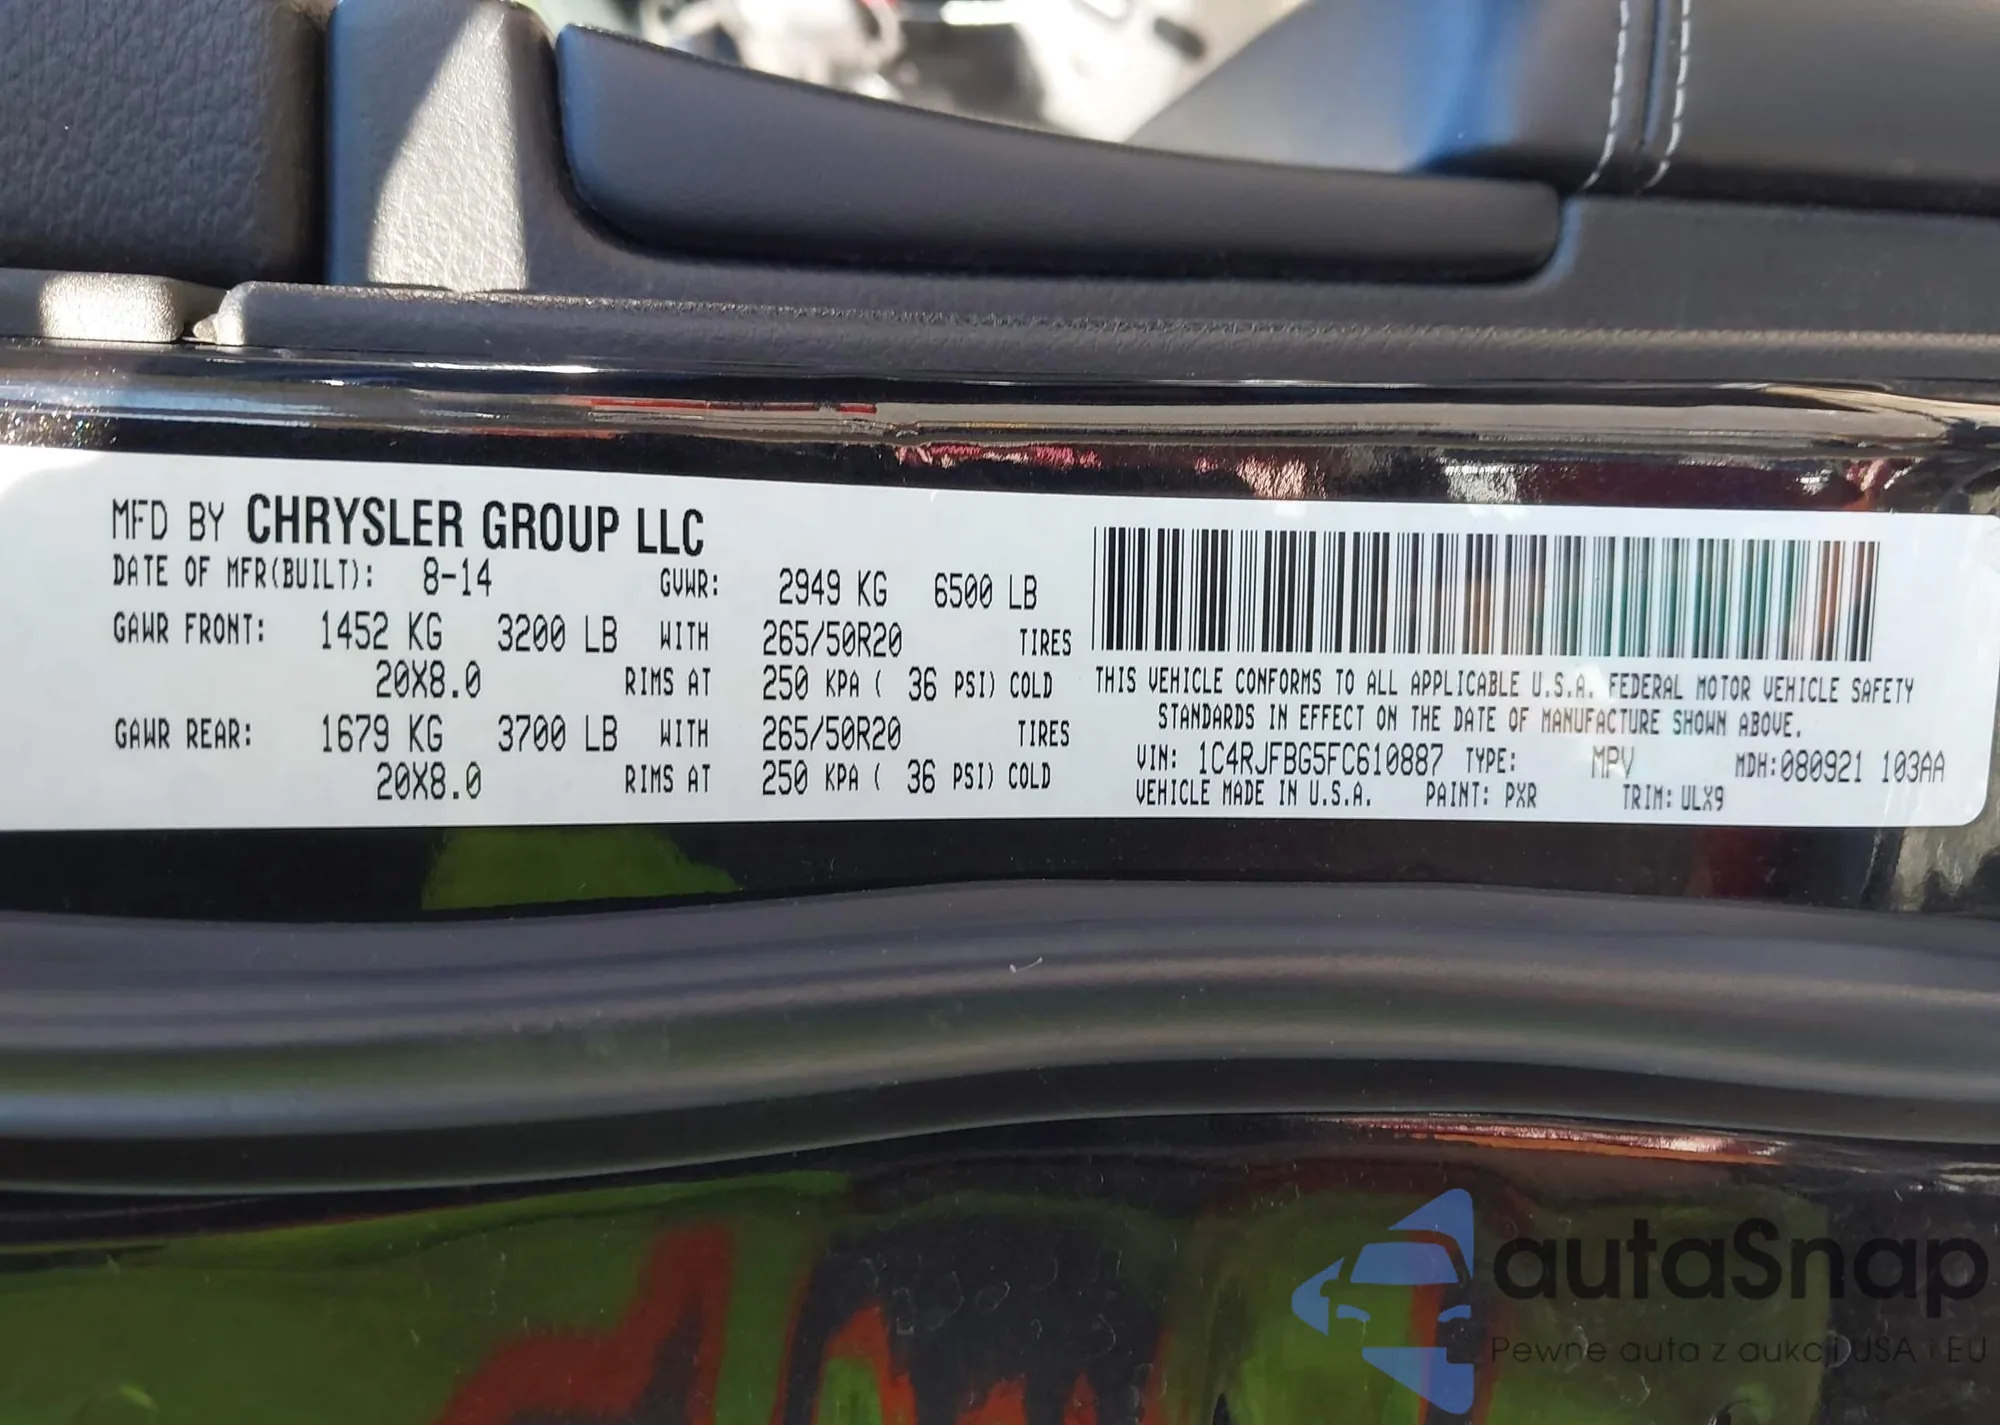 MFD BY CHRYSLER GROUP LLC
DATE OF MFR(BUILT): 8-14 GVWR: 2949 KG 6500 LB
GAWR FRONT: 1452 KG 3200 LB WITH 265/50R20 TIRES
20X8.0 RIMS AT 250 KPA ( 36 PSI) COLD
GAWR REAR: 1679 KG 3700 LB WITH 265/50R20 TIRES
20X8.0 RIMS AT 250 KPA ( 36 PSI) COLD
THIS VEHICLE CONFORMS TO ALL APPLICABLE U.S.A. FEDERAL MOTOR VEHICLE SAFETY
STANDARDS IN EFFECT ON THE DATE OF MANUFACTURE SHOWN ABOVE.
VIN: 1C4RJFBG5FC610887 TYPE: MPV MDH:080921 103AA
VEHICLE MADE IN U.S.A. PAINT: PXR TRIM: ULX9
autaSnap
Pewne auta z aukcji USA i EU